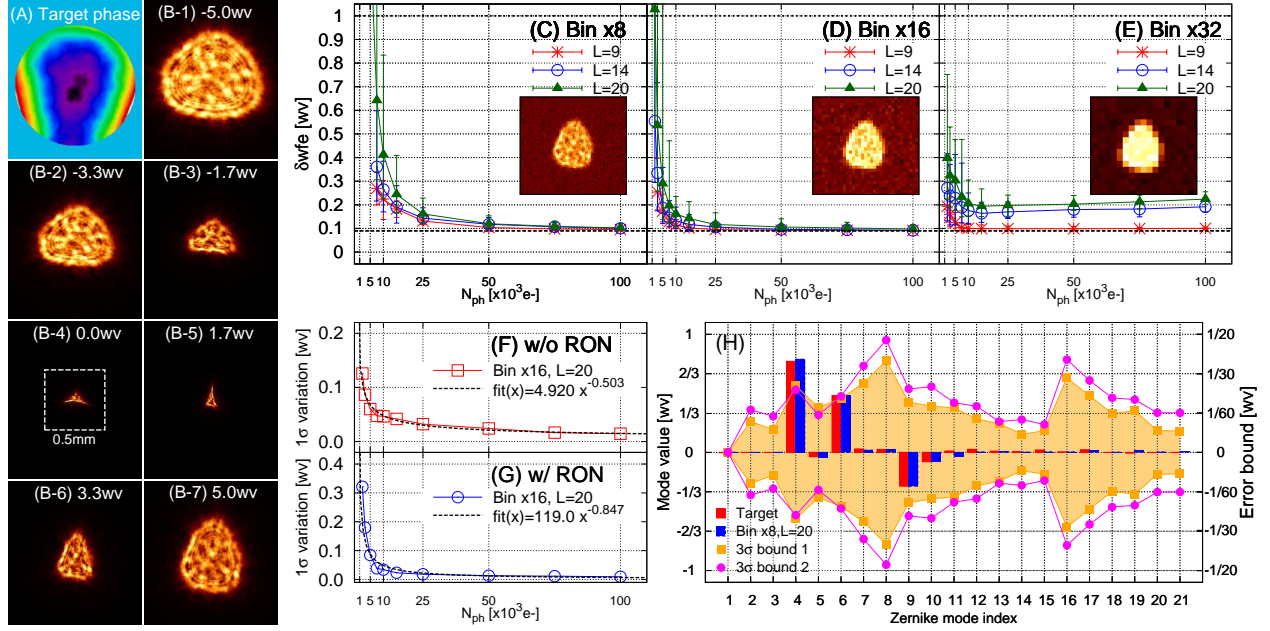 (A) Target phase
(B-1) -5.0wv
(B-2) -3.3wv
(B-3) -1.7wv
(B-4) 0.0wv
0.5mm
(B-5) 1.7wv
(B-6) 3.3wv
(B-7) 5.0wv
δwfe [wv]
1
0.9
0.8
0.7
0.6
0.5
0.4
0.3
0.2
0.1
0
(C) Bin x8
L=9
L=14
L=20
1 5 10 25 50 100
N_ph [x10³e-]
(D) Bin x16
L=9
L=14
L=20
1 5 10 25 50 100
N_ph [x10³e-]
(E) Bin x32
L=9
L=14
L=20
1 5 10 25 50 100
N_ph [x10³e-]
1σ variation [wv]
0.2
0.1
0.0
(F) w/o RON
Bin x16, L=20
fit(x)=4.920 x^-0.503
1σ variation [wv]
0.4
0.3
0.2
0.1
0.0
(G) w/ RON
Bin x16, L=20
fit(x)=119.0 x^-0.847
1 5 10 25 50 100
N_ph [x10³e-]
(H)
Mode value [wv]
1
2/3
1/3
0
-1/3
-2/3
-1
Target
Bin x8,L=20
3σ bound 1
3σ bound 2
1/20
1/30
1/60
0
-1/60
-1/30
-1/20
Error bound [wv]
1 2 3 4 5 6 7 8 9 10 11 12 13 14 15 16 17 18 19 20 21
Zernike mode index